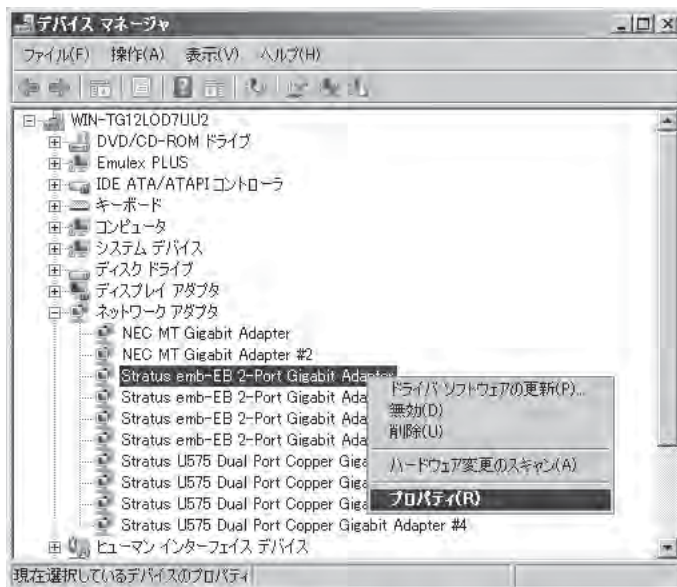 デバイス マネージャ
ファイル(F) 操作(A) 表示(V) ヘルプ(H)
WIN-TG12LOD7UU2
DVD/CD-ROM ドライブ
Emulex PLUS
IDE ATA/ATAPI コントローラ
キーボード
コンピュータ
システム デバイス
ディスク ドライブ
ディスプレイ アダプタ
ネットワーク アダプタ
NEC MT Gigabit Adapter
NEC MT Gigabit Adapter #2
Stratus emb-EB 2-Port Gigabit Adapter
Stratus emb-EB 2-Port Gigabit Ada
Stratus emb-EB 2-Port Gigabit Ada
Stratus emb-EB 2-Port Gigabit Ada
Stratus U575 Dual Port Copper Giga
Stratus U575 Dual Port Copper Giga
Stratus U575 Dual Port Copper Giga
Stratus U575 Dual Port Copper Gigabit Adapter #4
ヒューマン インターフェイス デバイス
ドライバ ソフトウェアの更新(P)...
無効(D)
削除(U)
ハードウェア変更のスキャン(A)
プロパティ(R)
現在選択しているデバイスのプロパティ